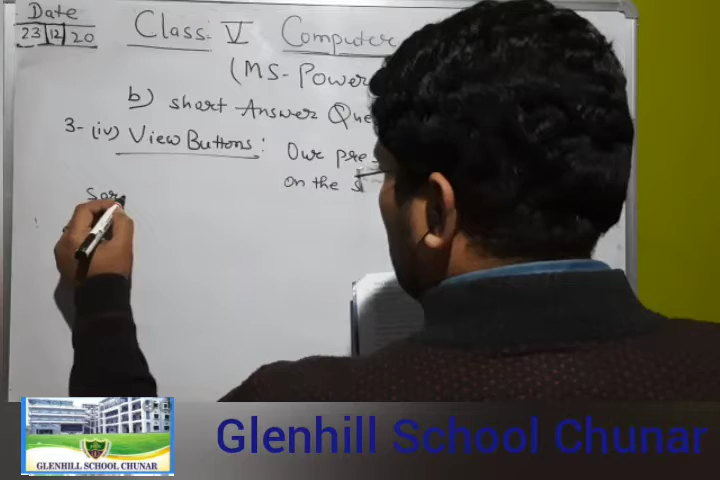 Date
23 12 20
Class: V Computer
(MS-Power
b) short Answer Que
3- (iv) View Buttons: Our pre
on the
Sor
GLENHILL SCHOOL CHUNAR
Glenhill School Chunar